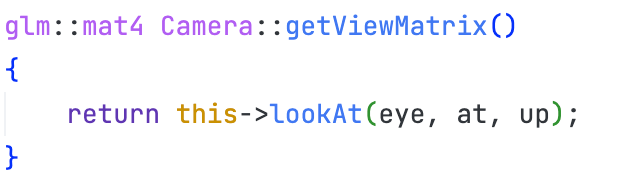 glm::mat4 Camera::getViewMatrix()
{
    return this->lookAt(eye, at, up);
}